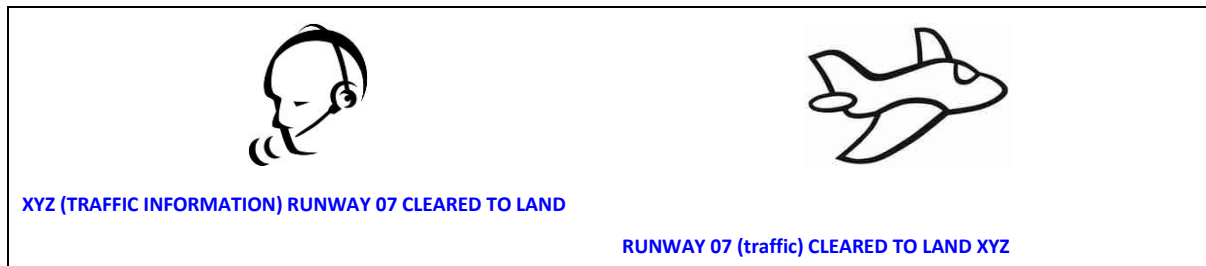 XYZ (TRAFFIC INFORMATION) RUNWAY 07 CLEARED TO LAND
RUNWAY 07 (traffic) CLEARED TO LAND XYZ